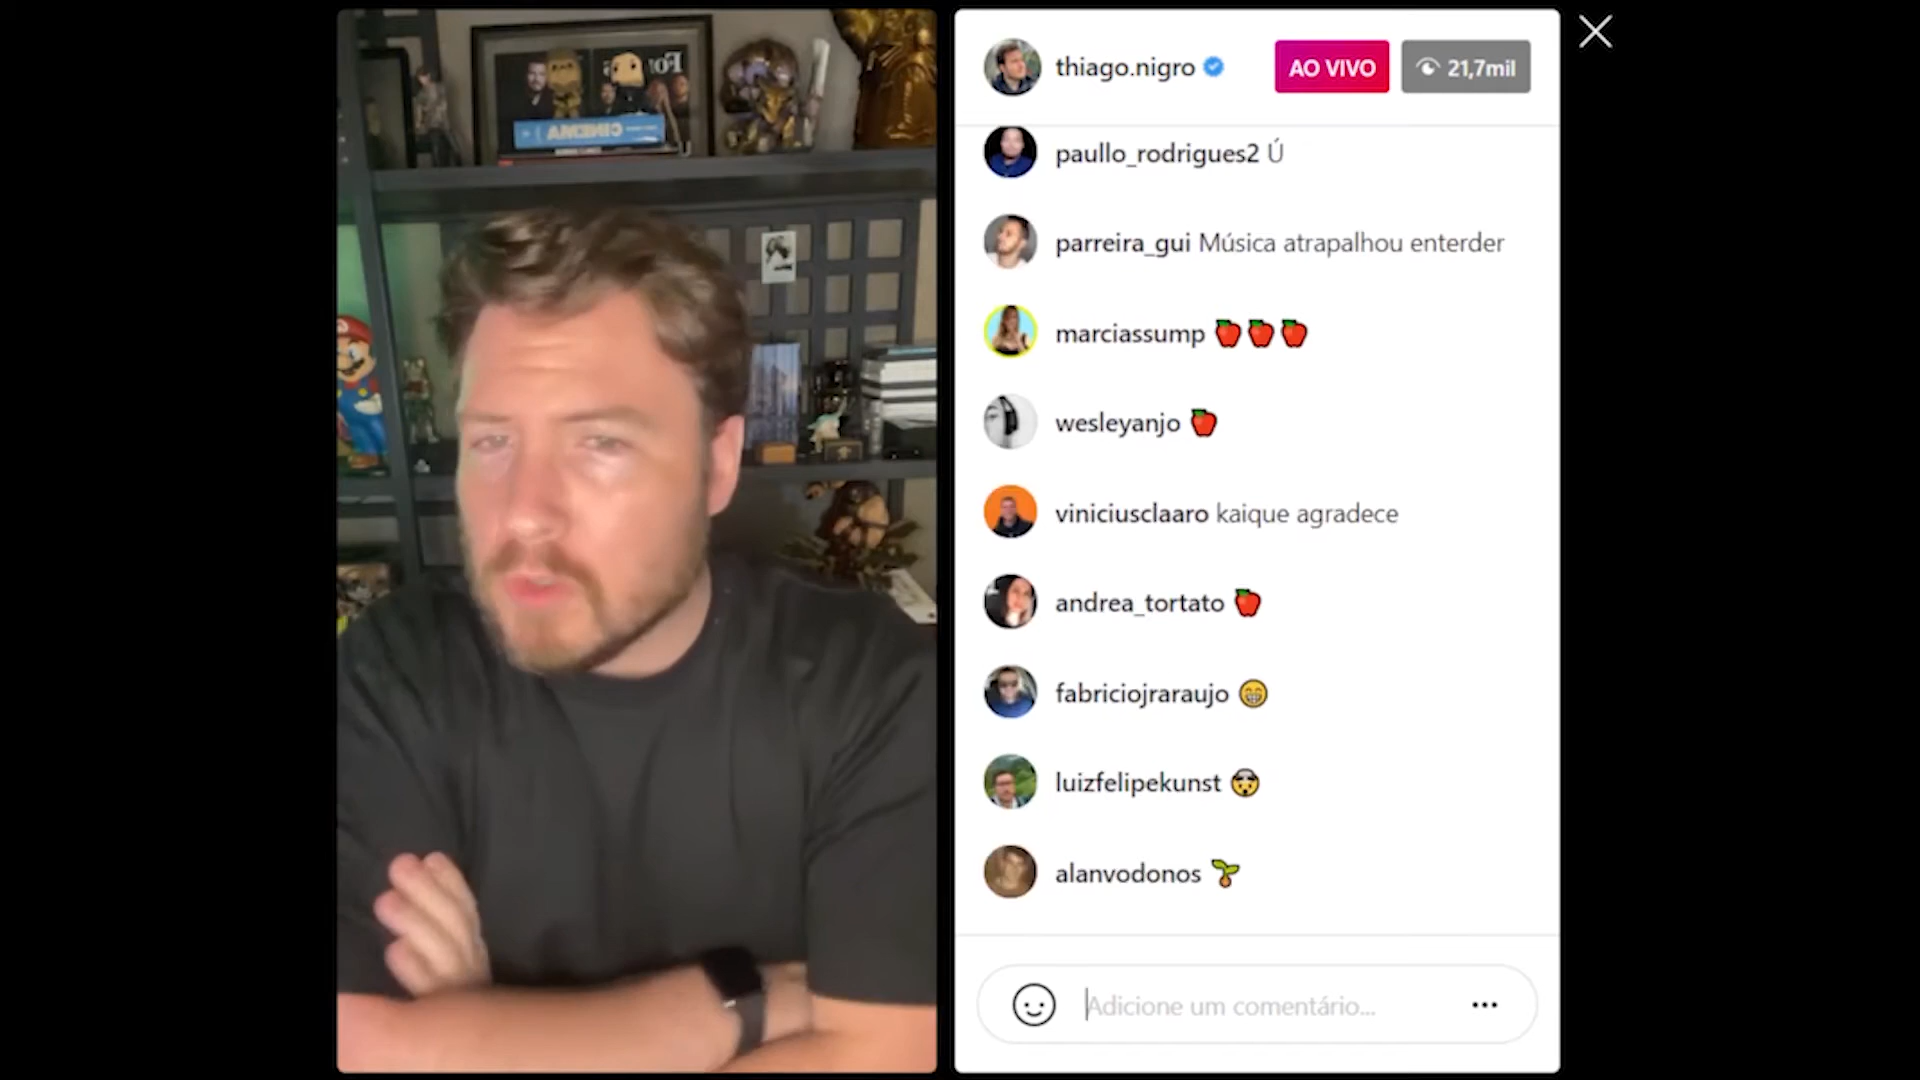 CINEMA
thiago.nigro
AO VIVO
21,7mil
paullo_rodrigues2 Ú
parreira_gui Música atrapalhou enterder
marciassump 🍎🍎🍎
wesleyanjo 🍎
viniciusclaaro kaique agradece
andrea_tortato 🍎
fabriciojraraujo 😁
luizfelipekunst 🤯
alanvodonos 🌱
Adicione um comentário...